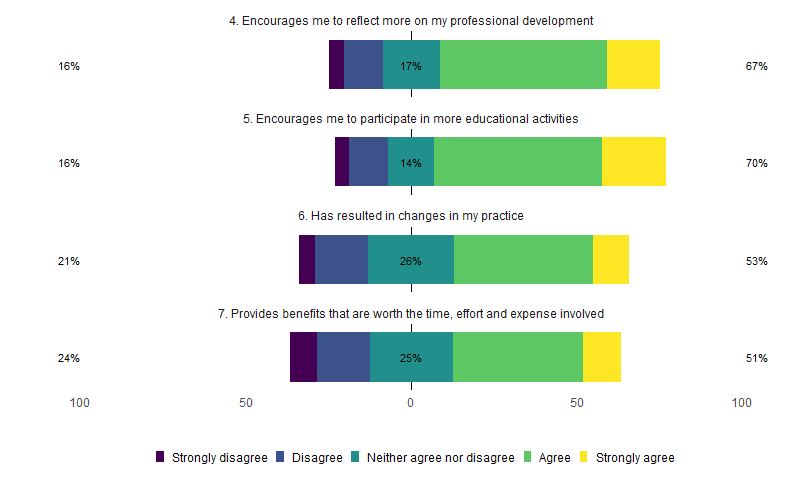 4. Encourages me to reflect more on my professional development
16% 17% 67%
5. Encourages me to participate in more educational activities
16% 14% 70%
6. Has resulted in changes in my practice
21% 26% 53%
7. Provides benefits that are worth the time, effort and expense involved
24% 25% 51%
100 50 0 50 100
Strongly disagree Disagree Neither agree nor disagree Agree Strongly agree